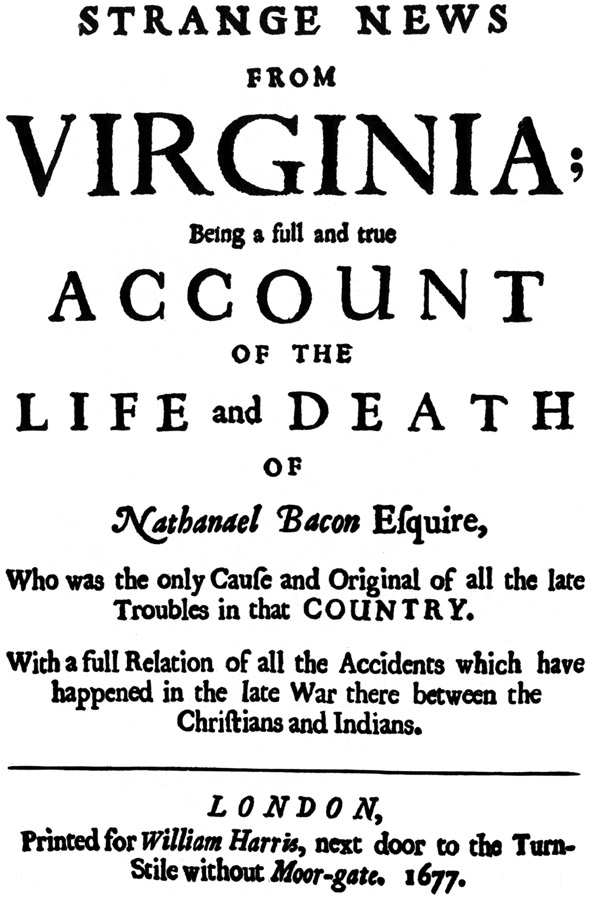 STRANGE NEWS
FROM
VIRGINIA;
Being a full and true
ACCOUNT
OF THE
LIFE and DEATH
OF
Nathanael Bacon Eſquire,
Who was the only Cauſe and Original of all the late
Troubles in that COUNTRY.
With a full Relation of all the Accidents which have
happened in the late War there between the
Chriſtians and Indians.
LONDON,
Printed for William Harris, next door to the Turn-
Stile without Moor-gate. 1677.